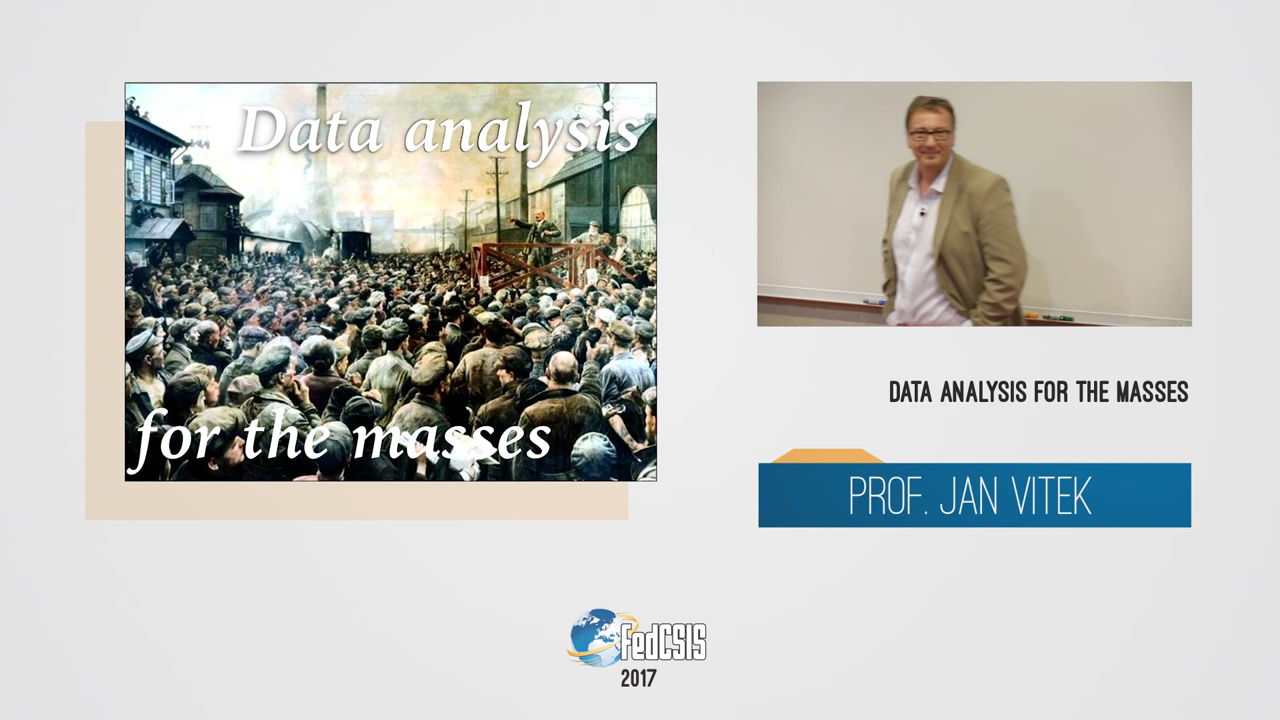 Data analysis
for the masses
DATA ANALYSIS FOR THE MASSES
PROF. JAN VITEK
FedCSIS
2017